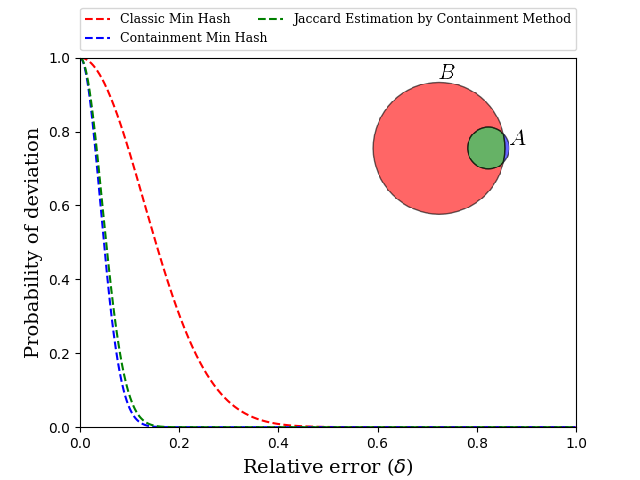 Classic Min Hash
Containment Min Hash
Jaccard Estimation by Containment Method
B
A
Probability of deviation
1.0
0.8
0.6
0.4
0.2
0.0
0.0 0.2 0.4 0.6 0.8 1.0
Relative error (δ)